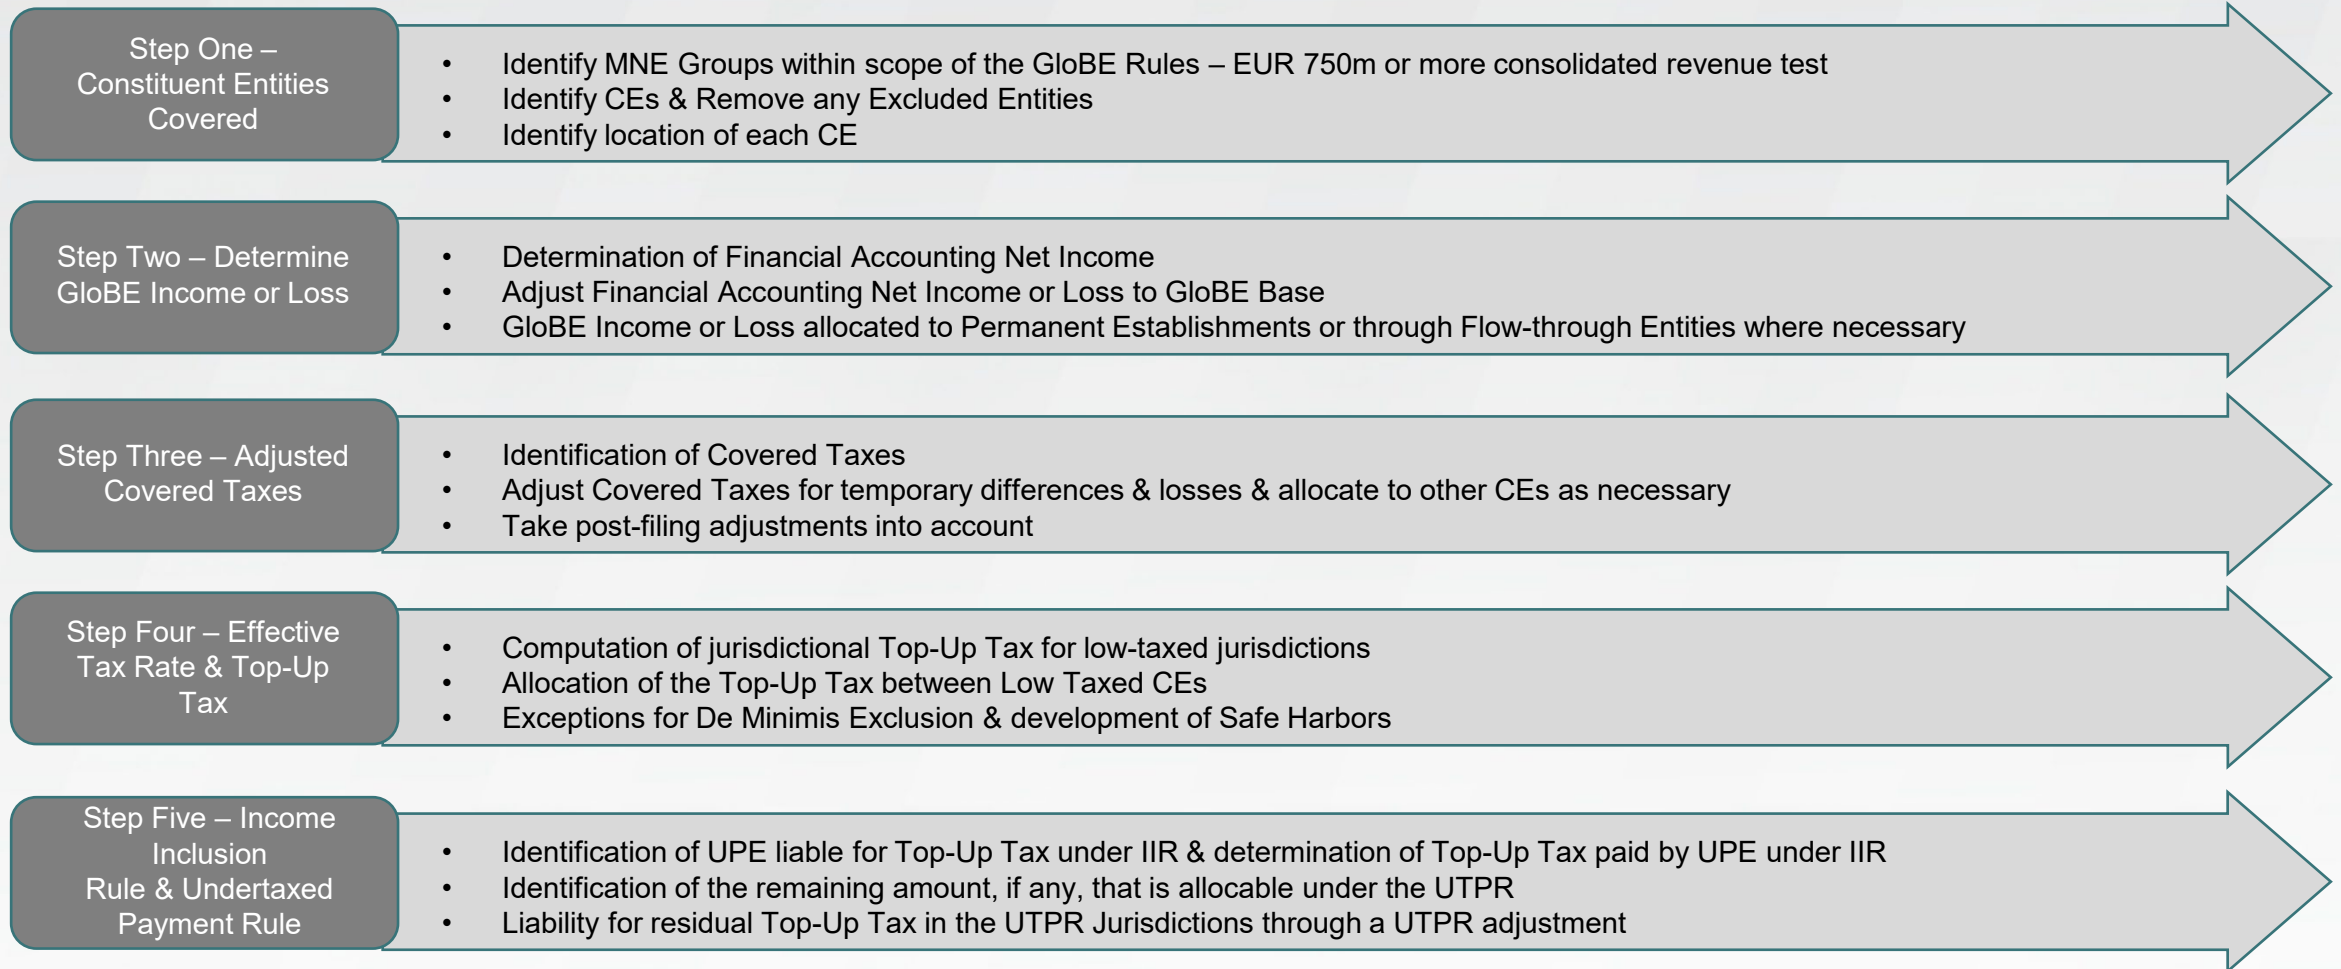 Step One –
Constituent Entities
Covered
• Identify MNE Groups within scope of the GloBE Rules – EUR 750m or more consolidated revenue test
• Identify CEs & Remove any Excluded Entities
• Identify location of each CE
Step Two – Determine
GloBE Income or Loss
• Determination of Financial Accounting Net Income
• Adjust Financial Accounting Net Income or Loss to GloBE Base
• GloBE Income or Loss allocated to Permanent Establishments or through Flow-through Entities where necessary
Step Three – Adjusted
Covered Taxes
• Identification of Covered Taxes
• Adjust Covered Taxes for temporary differences & losses & allocate to other CEs as necessary
• Take post-filing adjustments into account
Step Four – Effective
Tax Rate & Top-Up
Tax
• Computation of jurisdictional Top-Up Tax for low-taxed jurisdictions
• Allocation of the Top-Up Tax between Low Taxed CEs
• Exceptions for De Minimis Exclusion & development of Safe Harbors
Step Five – Income
Inclusion
Rule & Undertaxed
Payment Rule
• Identification of UPE liable for Top-Up Tax under IIR & determination of Top-Up Tax paid by UPE under IIR
• Identification of the remaining amount, if any, that is allocable under the UTPR
• Liability for residual Top-Up Tax in the UTPR Jurisdictions through a UTPR adjustment